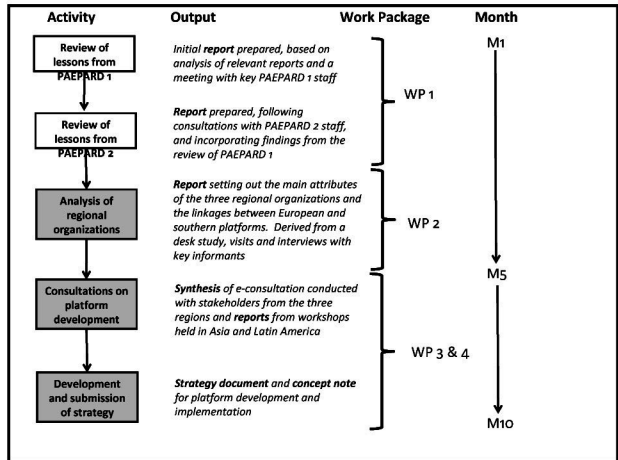 Activity Output Work Package Month
Review of
lessons from
PAEPARD 1
Initial report prepared, based on
analysis of relevant reports and a
meeting with key PAEPARD 1 staff
M1
WP 1
Review of
lessons from
PAEPARD 2
Report prepared, following
consultations with PAEPARD 2 staff,
and incorporating findings from the
review of PAEPARD 1
Analysis of
regional
organizations
Report setting out the main attributes
of the three regional organizations and
the linkages between European and
southern platforms. Derived from a
desk study, visits and interviews with
key informants
WP 2
M5
Consultations on
platform
development
Synthesis of e-consultation conducted
with stakeholders from the three
regions and reports from workshops
held in Asia and Latin America
WP 3 & 4
Development
and submission
of strategy
Strategy document and concept note
for platform development and
implementation
M10